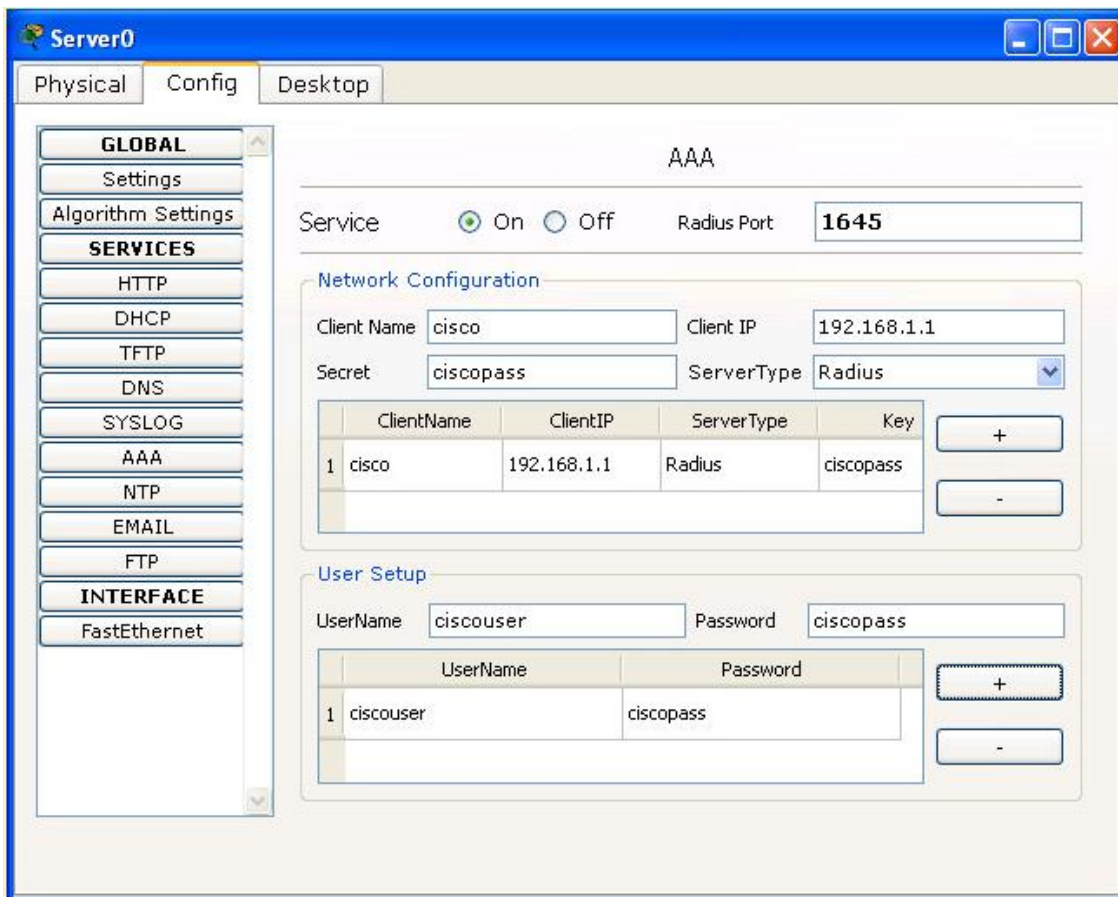 Server0
Physical Config Desktop
GLOBAL
Settings
Algorithm Settings
SERVICES
HTTP
DHCP
TFTP
DNS
SYSLOG
AAA
NTP
EMAIL
FTP
INTERFACE
FastEthernet
AAA
Service On Off Radius Port 1645
Network Configuration
Client Name cisco Client IP 192.168.1.1
Secret ciscopass ServerType Radius
ClientName ClientIP ServerType Key
1 cisco 192.168.1.1 Radius ciscopass
+
-
User Setup
UserName ciscouser Password ciscopass
UserName Password
1 ciscouser ciscopass
+
-